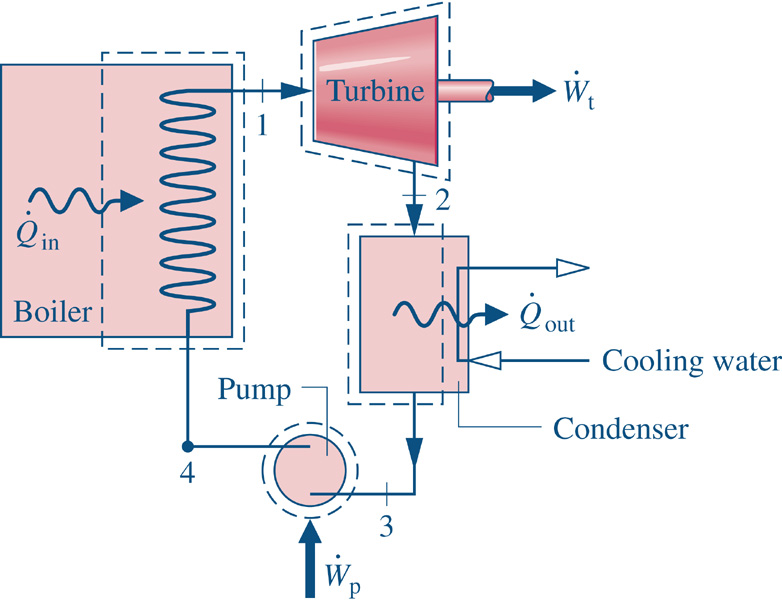 Turbine
Ẇt
1
2
Q̇in
Boiler
Q̇out
Cooling water
Pump
Condenser
4
3
Ẇp